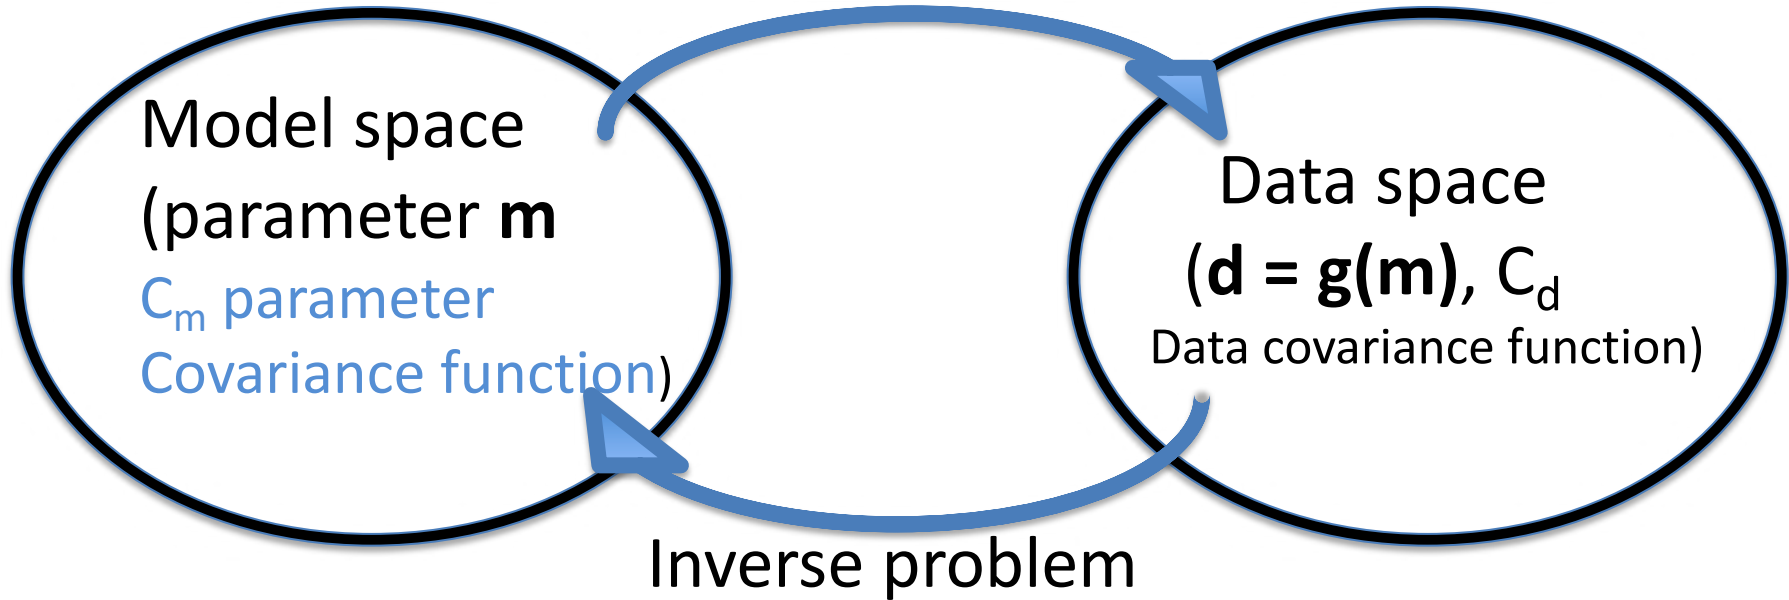 Model space
(parameter m
Cm parameter
Covariance function)
Data space
(d = g(m), Cd
Data covariance function)
Inverse problem